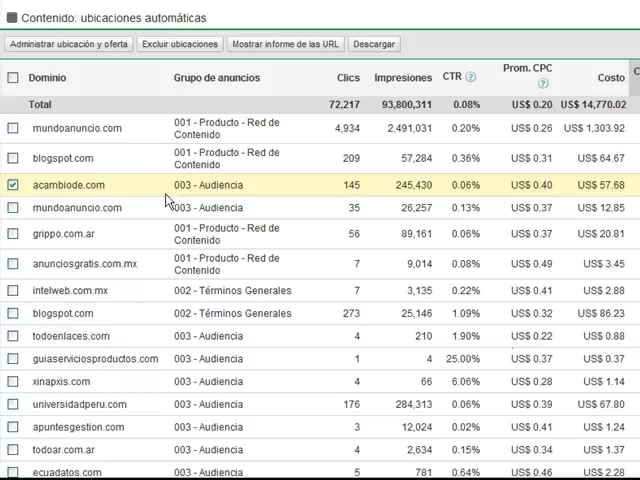 Contenido: ubicaciones automáticas
Administrar ubicación y oferta Excluir ubicaciones Mostrar informe de las URL Descargar
Dominio Grupo de anuncios Clics Impresiones CTR ? Prom. CPC ? Costo C
Total 72,217 93,800,311 0.08% US$ 0.20 US$ 14,770.02
mundoanuncio.com 001 - Producto - Red de Contenido 4,934 2,491,031 0.20% US$ 0.26 US$ 1,303.92
blogspot.com 001 - Producto - Red de Contenido 209 57,284 0.36% US$ 0.31 US$ 64.67
acambiode.com 003 - Audiencia 145 245,430 0.06% US$ 0.40 US$ 57.68
mundoanuncio.com 003 - Audiencia 35 26,257 0.13% US$ 0.37 US$ 12.85
grippo.com.ar 001 - Producto - Red de Contenido 56 89,161 0.06% US$ 0.37 US$ 20.81
anunciosgratis.com.mx 001 - Producto - Red de Contenido 7 9,014 0.08% US$ 0.49 US$ 3.45
intelweb.com.mx 002 - Términos Generales 7 3,135 0.22% US$ 0.41 US$ 2.88
blogspot.com 002 - Términos Generales 273 25,146 1.09% US$ 0.32 US$ 86.23
todoenlaces.com 003 - Audiencia 4 210 1.90% US$ 0.22 US$ 0.88
guiaserviciosproductos.com 003 - Audiencia 1 4 25.00% US$ 0.37 US$ 0.37
xinapxis.com 003 - Audiencia 4 66 6.06% US$ 0.28 US$ 1.14
universidadperu.com 003 - Audiencia 176 284,313 0.06% US$ 0.39 US$ 67.80
apuntesgestion.com 003 - Audiencia 3 12,024 0.02% US$ 0.41 US$ 1.24
todoar.com.ar 003 - Audiencia 4 2,634 0.15% US$ 0.34 US$ 1.37
ecuadatos.com 003 - Audiencia 5 781 0.64% US$ 0.46 US$ 2.28